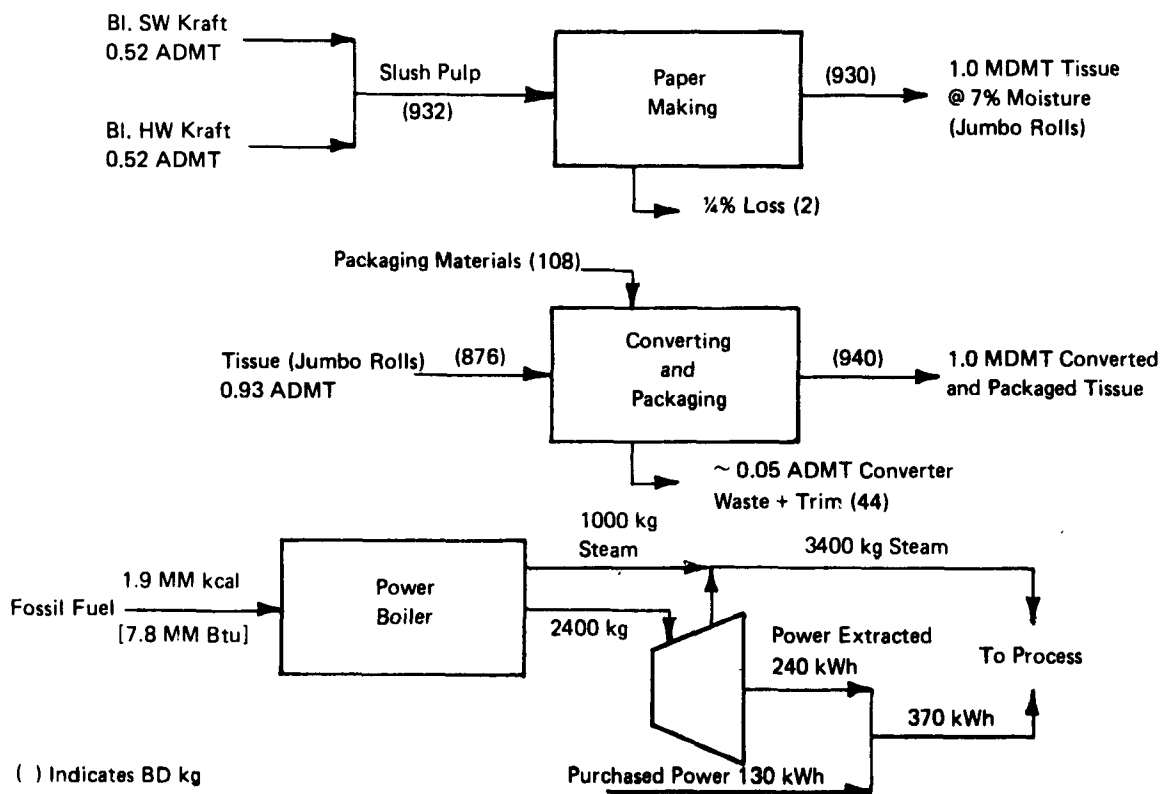 Bl. SW Kraft
0.52 ADMT
Slush Pulp
(932)
Bl. HW Kraft
0.52 ADMT
Paper
Making
(930)
1.0 MDMT Tissue
@ 7% Moisture
(Jumbo Rolls)
¼% Loss (2)
Packaging Materials (108)
Tissue (Jumbo Rolls)
0.93 ADMT
(876)
Converting
and
Packaging
(940)
1.0 MDMT Converted
and Packaged Tissue
~ 0.05 ADMT Converter
Waste + Trim (44)
Fossil Fuel
1.9 MM kcal
[7.8 MM Btu]
Power
Boiler
1000 kg
Steam
2400 kg
3400 kg Steam
Power Extracted
240 kWh
To Process
370 kWh
Purchased Power 130 kWh
( ) Indicates BD kg